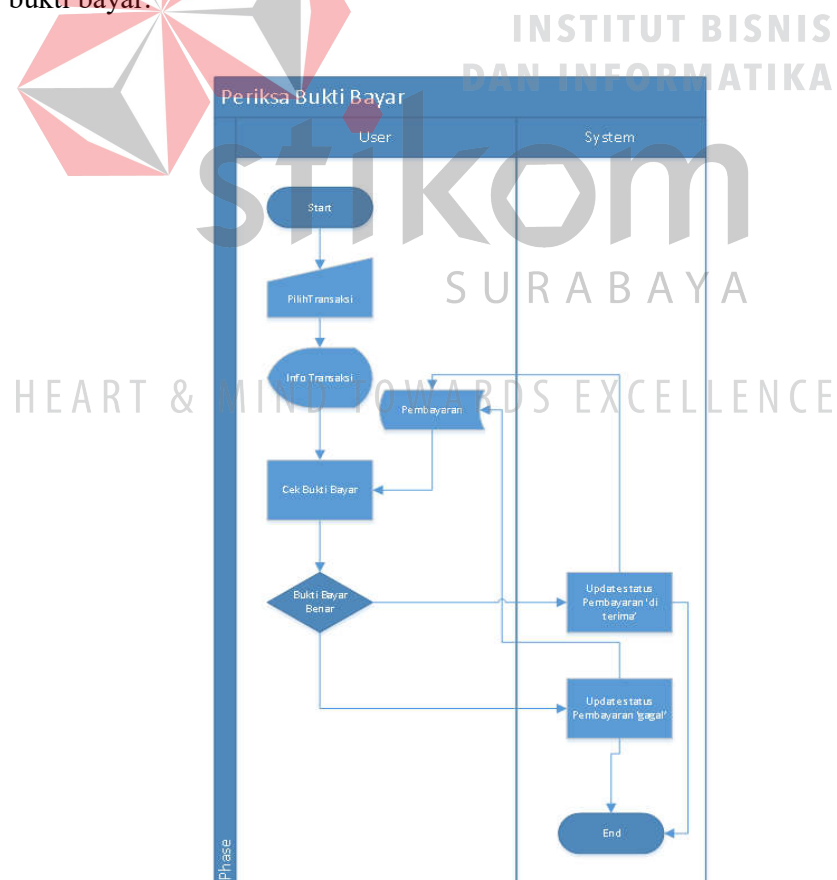 bukti bayar.
INSTITUT BISNIS
DAN INFORMATIKA
stikom
SURABAYA
HEART & MIND TOWARDS EXCELLENCE
Periksa Bukti Bayar
User
System
Start
Pilih Transaksi
Info Transaksi
Pembayaran
Cek Bukti Bayar
Bukti Bayar
Benar
Update status
Pembayaran 'di
terima'
Update status
Pembayaran 'gagal'
End
Phase